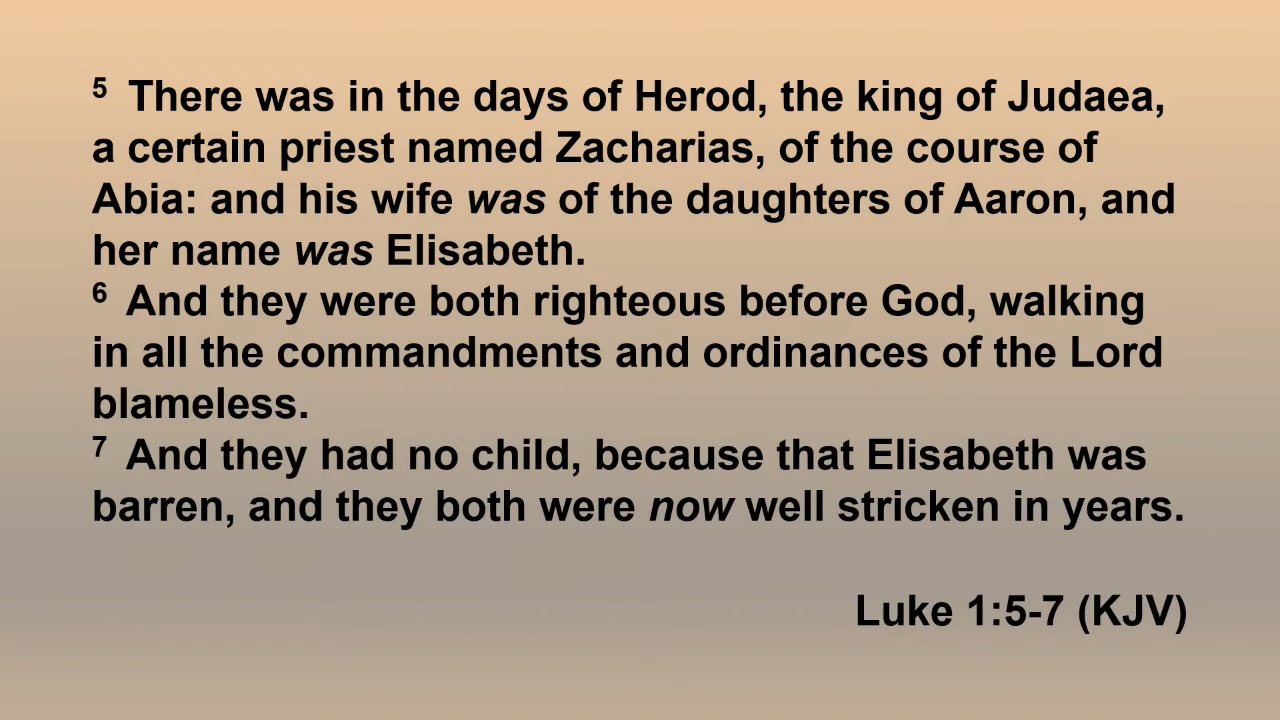 5 There was in the days of Herod, the king of Judaea,
a certain priest named Zacharias, of the course of
Abia: and his wife was of the daughters of Aaron, and
her name was Elisabeth.
6 And they were both righteous before God, walking
in all the commandments and ordinances of the Lord
blameless.
7 And they had no child, because that Elisabeth was
barren, and they both were now well stricken in years.
Luke 1:5-7 (KJV)